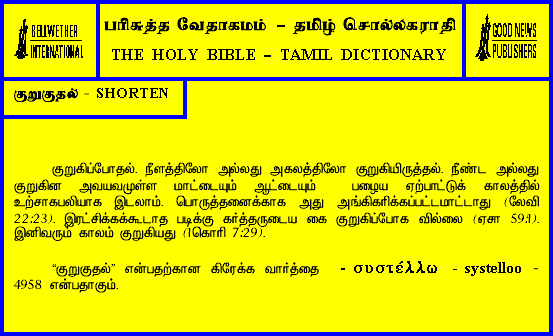 BELLWETHER
INTERNATIONAL
பரிசுத்த வேதாகமம் – தமிழ் சொல்லகராதி
THE HOLY BIBLE – TAMIL DICTIONARY
GOOD NEWS
PUBLISHERS
குறுகுதல் - SHORTEN
குறுகிப்போதல். நீளத்திலோ அல்லது அகலத்திலோ குறுகியிருத்தல். நீண்ட அல்லது
குறுகின அவயவமுள்ள மாட்டையும் ஆட்டையும் பழைய ஏற்பாட்டுக் காலத்தில்
உற்சாகபலியாக இடலாம். பொருத்தனைக்காக அது அங்கிகரிக்கப்பட்டமாட்டாது (லேவி
22:23). இரட்சிக்கக்கூடாத படிக்கு கர்த்தருடைய கை குறுகிப்போக வில்லை (ஏசா 59:1).
இனிவரும் காலம் குறுகியது (1கொரி 7:29).
“குறுகுதல்” என்பதற்கான கிரேக்க வார்த்தை - συστέλλω - systelloo -
4958 என்பதாகும்.